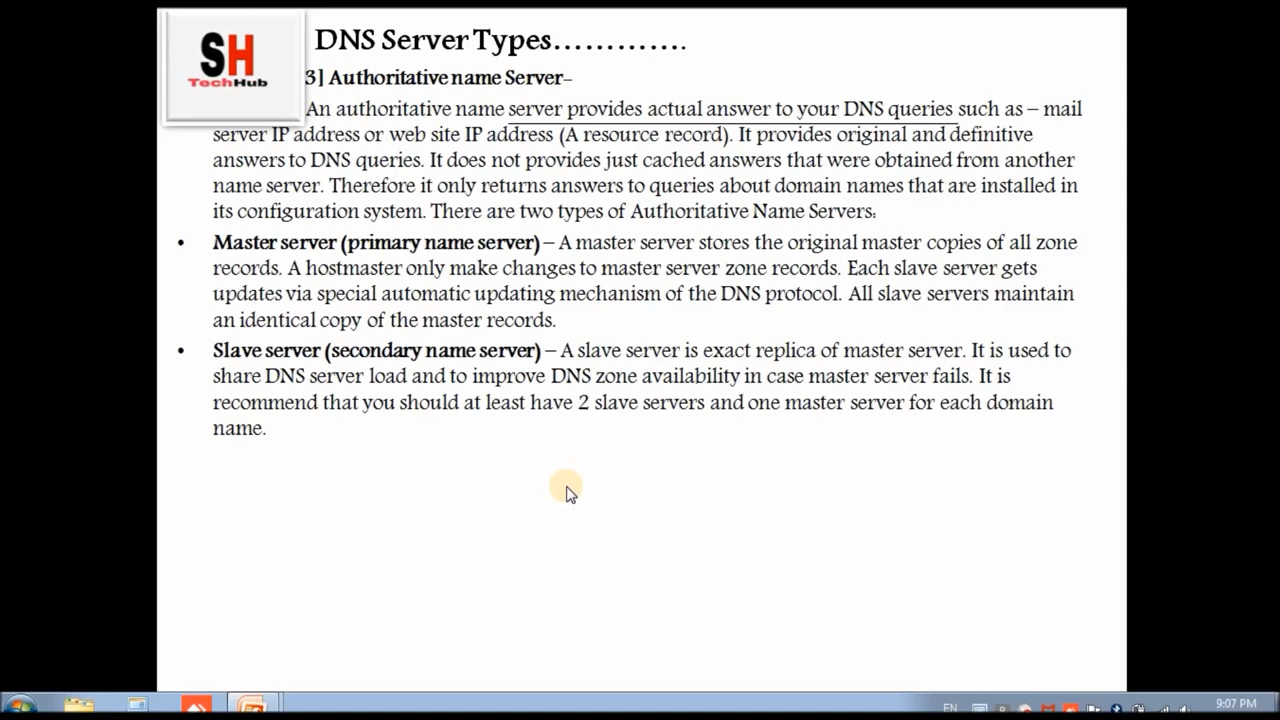 SH
TechHub
DNS Server Types………….
3] Authoritative name Server–
An authoritative name server provides actual answer to your DNS queries such as – mail
server IP address or web site IP address (A resource record). It provides original and definitive
answers to DNS queries. It does not provides just cached answers that were obtained from another
name server. Therefore it only returns answers to queries about domain names that are installed in
its configuration system. There are two types of Authoritative Name Servers:
• Master server (primary name server) – A master server stores the original master copies of all zone
records. A hostmaster only make changes to master server zone records. Each slave server gets
updates via special automatic updating mechanism of the DNS protocol. All slave servers maintain
an identical copy of the master records.
• Slave server (secondary name server) – A slave server is exact replica of master server. It is used to
share DNS server load and to improve DNS zone availability in case master server fails. It is
recommend that you should at least have 2 slave servers and one master server for each domain
name.
EN
9:07 PM